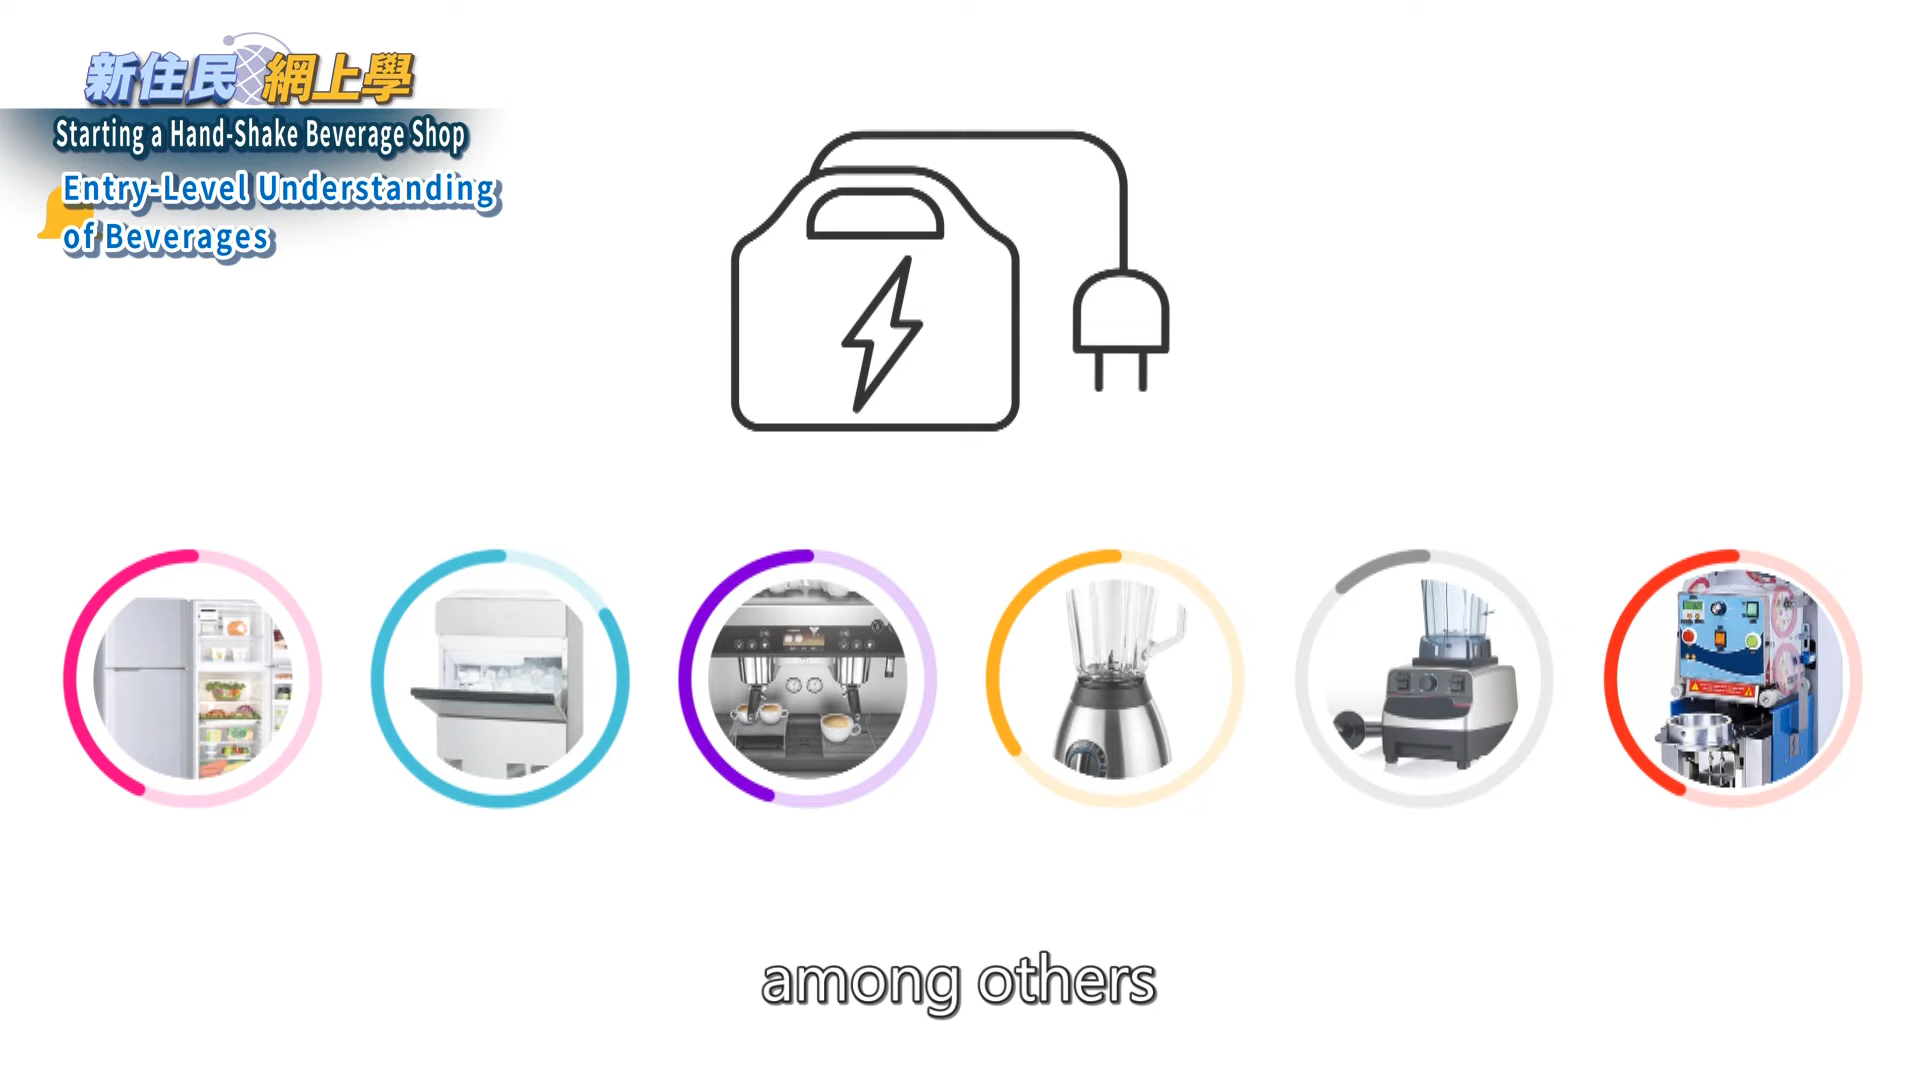 新住民網上學
Starting a Hand-Shake Beverage Shop
Entry-Level Understanding
of Beverages
among others